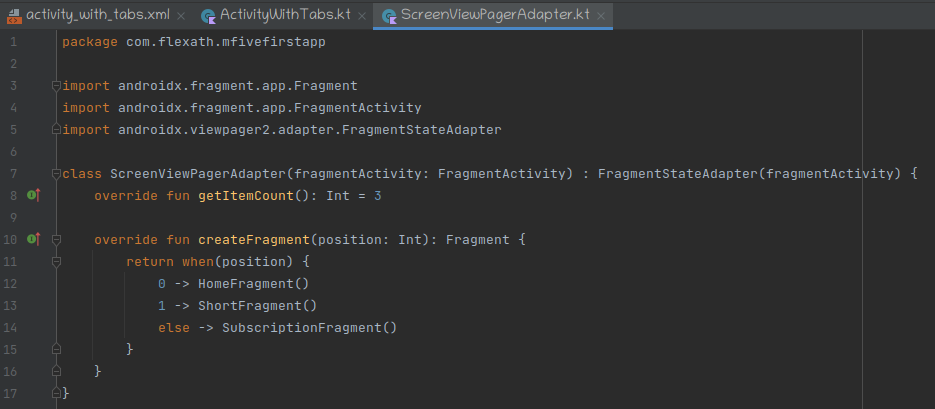 activity_with_tabs.xml ActivityWithTabs.kt ScreenViewPagerAdapter.kt
1 package com.flexath.mfivefirstapp
2
3 import androidx.fragment.app.Fragment
4 import androidx.fragment.app.FragmentActivity
5 import androidx.viewpager2.adapter.FragmentStateAdapter
6
7 class ScreenViewPagerAdapter(fragmentActivity: FragmentActivity) : FragmentStateAdapter(fragmentActivity) {
8 override fun getItemCount(): Int = 3
9
10 override fun createFragment(position: Int): Fragment {
11 return when(position) {
12 0 -> HomeFragment()
13 1 -> ShortFragment()
14 else -> SubscriptionFragment()
15 }
16 }
17 }